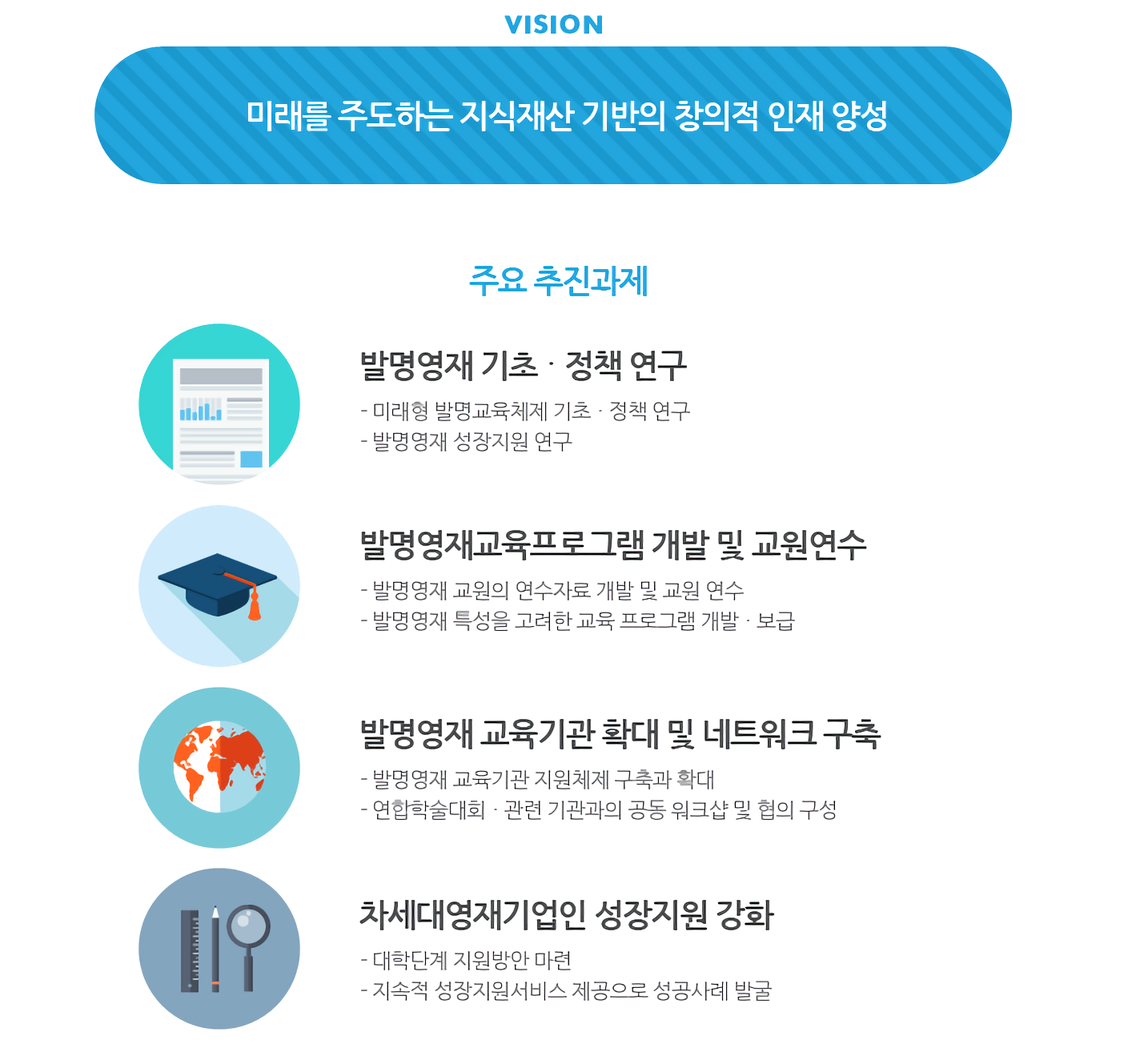 VISION
미래를 주도하는 지식재산 기반의 창의적 인재 양성
주요 추진과제
발명영재 기초 · 정책 연구
- 미래형 발명교육체제 기초 · 정책 연구
- 발명영재 성장지원 연구
발명영재교육프로그램 개발 및 교원연수
- 발명영재 교원의 연수자료 개발 및 교원 연수
- 발명영재 특성을 고려한 교육 프로그램 개발 · 보급
발명영재 교육기관 확대 및 네트워크 구축
- 발명영재 교육기관 지원체제 구축과 확대
- 연합학술대회 · 관련 기관과의 공동 워크샵 및 협의 구성
차세대영재기업인 성장지원 강화
- 대학단계 지원방안 마련
- 지속적 성장지원서비스 제공으로 성공사례 발굴